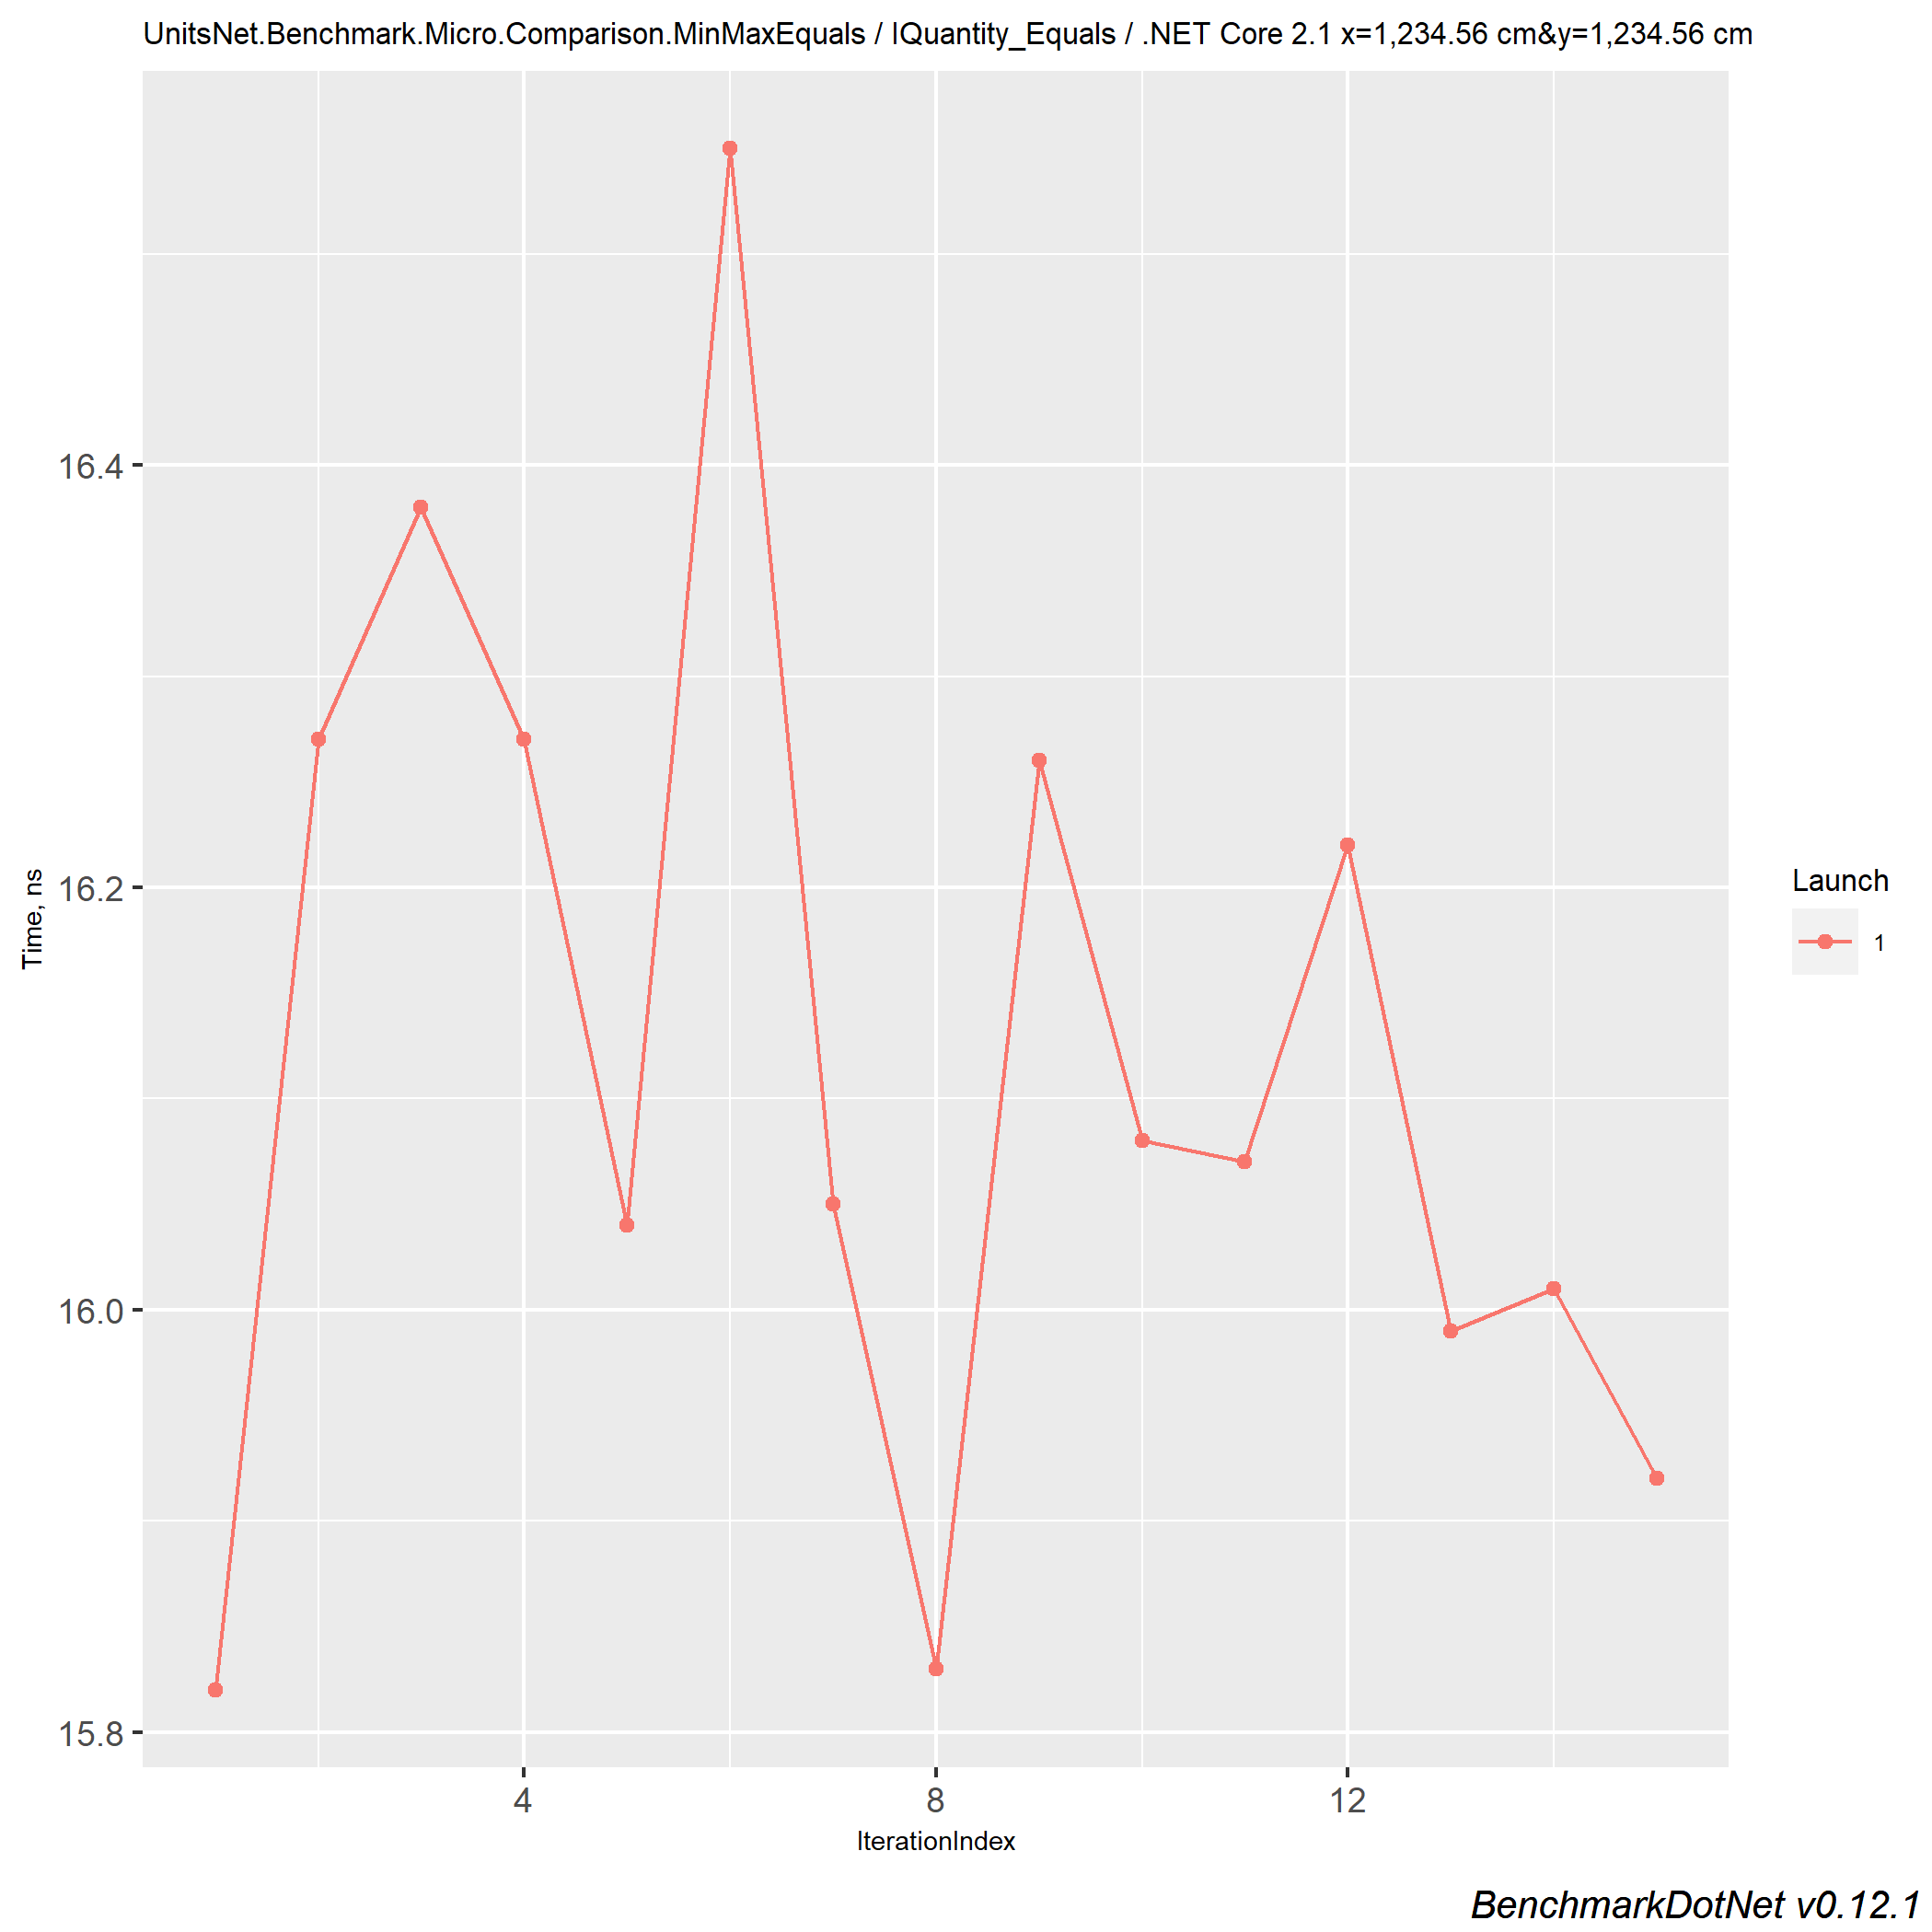 UnitsNet.Benchmark.Micro.Comparison.MinMaxEquals / IQuantity_Equals / .NET Core 2.1 x=1,234.56 cm&y=1,234.56 cm
16.4
16.2
16.0
15.8
Time, ns
4 8 12
IterationIndex
Launch
1
BenchmarkDotNet v0.12.1